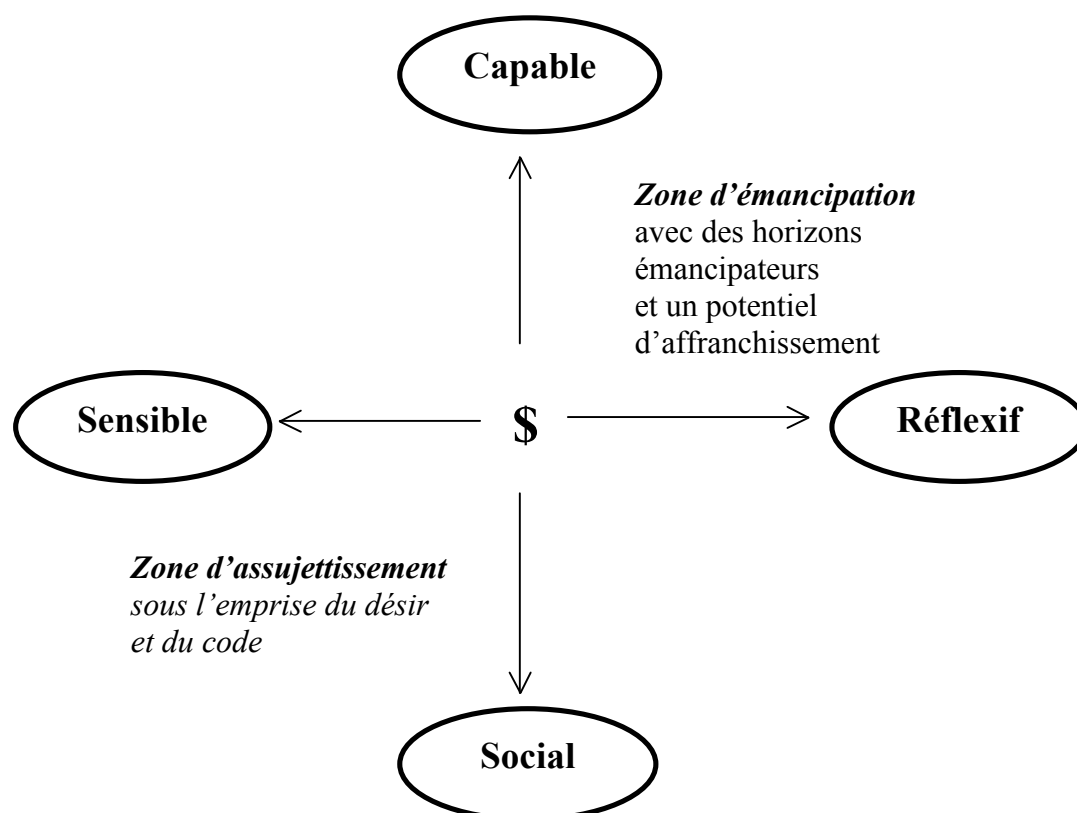 Capable
Zone d’émancipation
avec des horizons
émancipateurs
et un potentiel
d’affranchissement
Sensible
$
Réflexif
Zone d’assujettissement
sous l’emprise du désir
et du code
Social